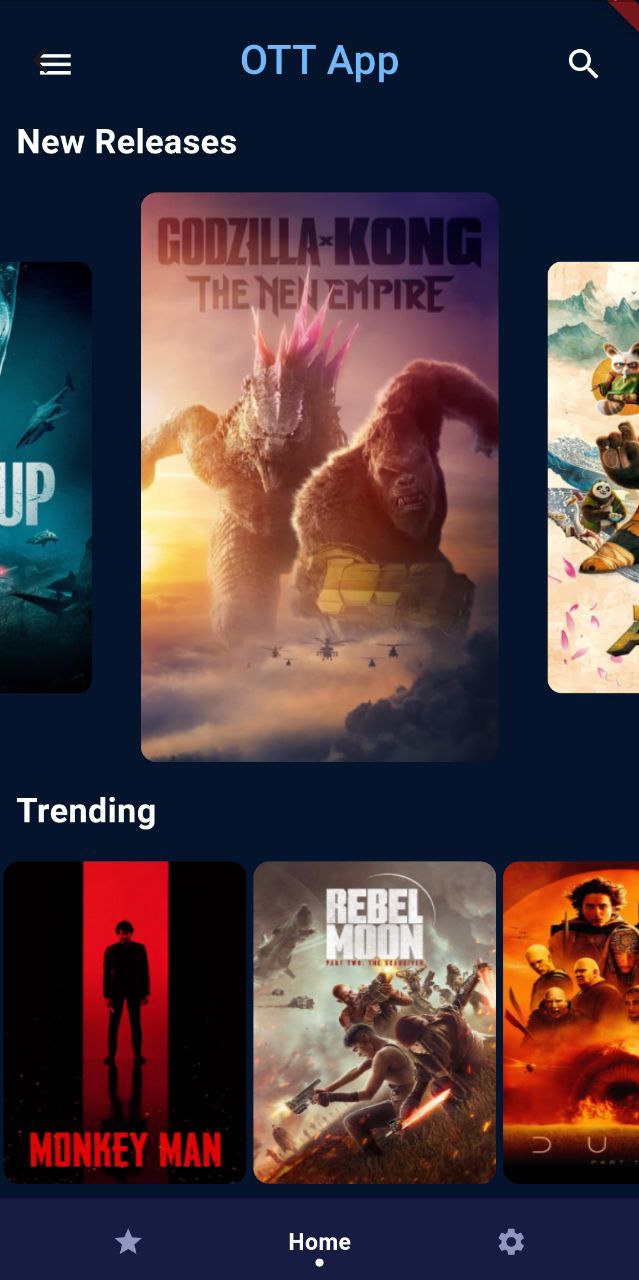 OTT App
New Releases
GODZILLA x KONG
THE NEW EMPIRE
UP
Trending
REBEL
MOON
PART TWO: THE SCARGIVER
MONKEY MAN
DU
PART
Home